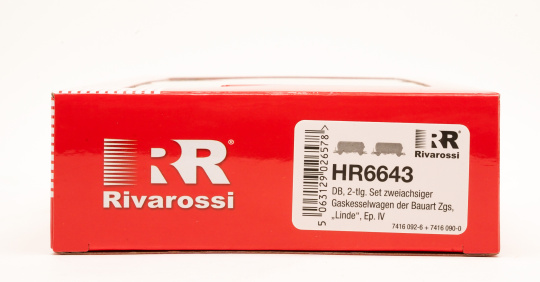 RR®
Rivarossi
5 063129 026578 >
RR®
Rivarossi
HR6643
DB, 2-tlg. Set zweiachsiger
Gaskesselwagen der Bauart Zgs,
„Linde", Ep. IV
7416 092-6 + 7416 090-0